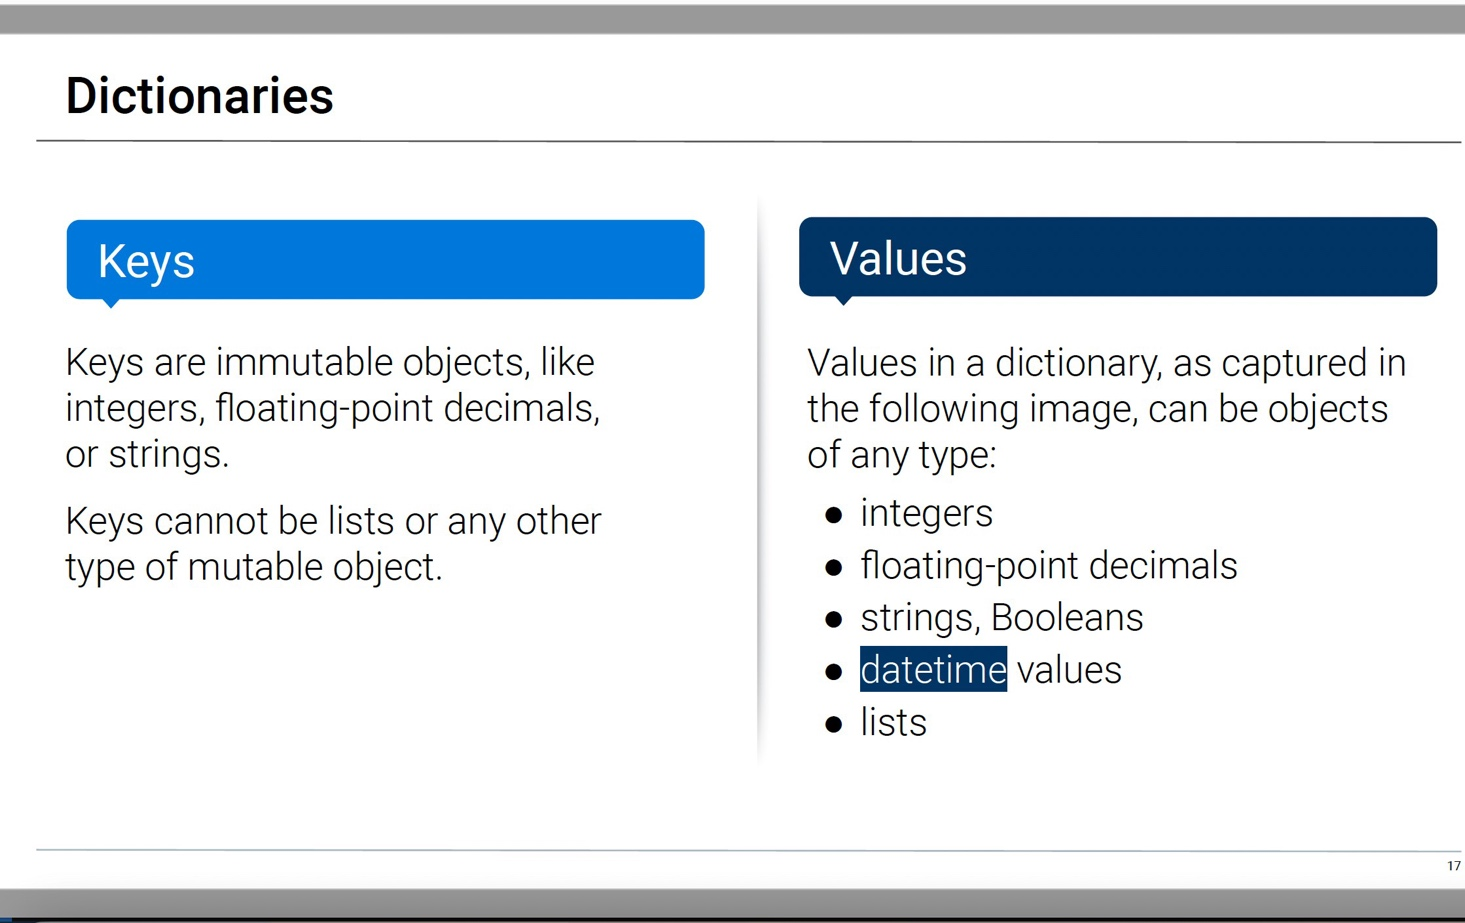 Dictionaries
Keys
Keys are immutable objects, like
integers, floating-point decimals,
or strings.
Keys cannot be lists or any other
type of mutable object.
Values
Values in a dictionary, as captured in
the following image, can be objects
of any type:
● integers
● floating-point decimals
● strings, Booleans
● datetime values
● lists
17